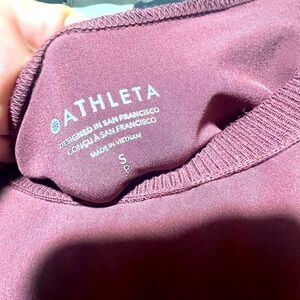 ATHLETA
DESIGNED IN SAN FRANCISCO
CONÇU À SAN FRANCISCO
MADE IN VIETNAM
S
P